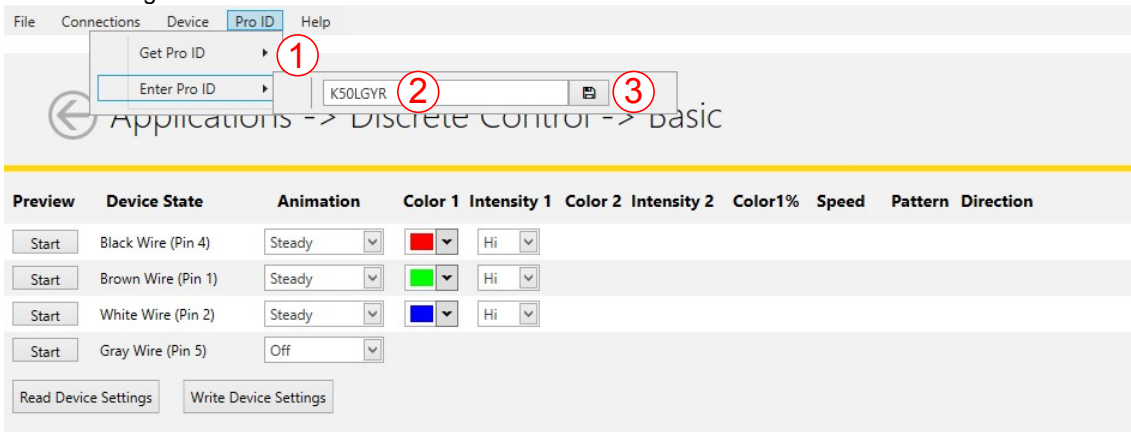 File Connections Device Pro ID Help
Get Pro ID 1
Enter Pro ID K50LGYR 2 3
Applications -> Discrete Control -> Basic
Preview Device State Animation Color 1 Intensity 1 Color 2 Intensity 2 Color1% Speed Pattern Direction
Start Black Wire (Pin 4) Steady Hi
Start Brown Wire (Pin 1) Steady Hi
Start White Wire (Pin 2) Steady Hi
Start Gray Wire (Pin 5) Off
Read Device Settings Write Device Settings